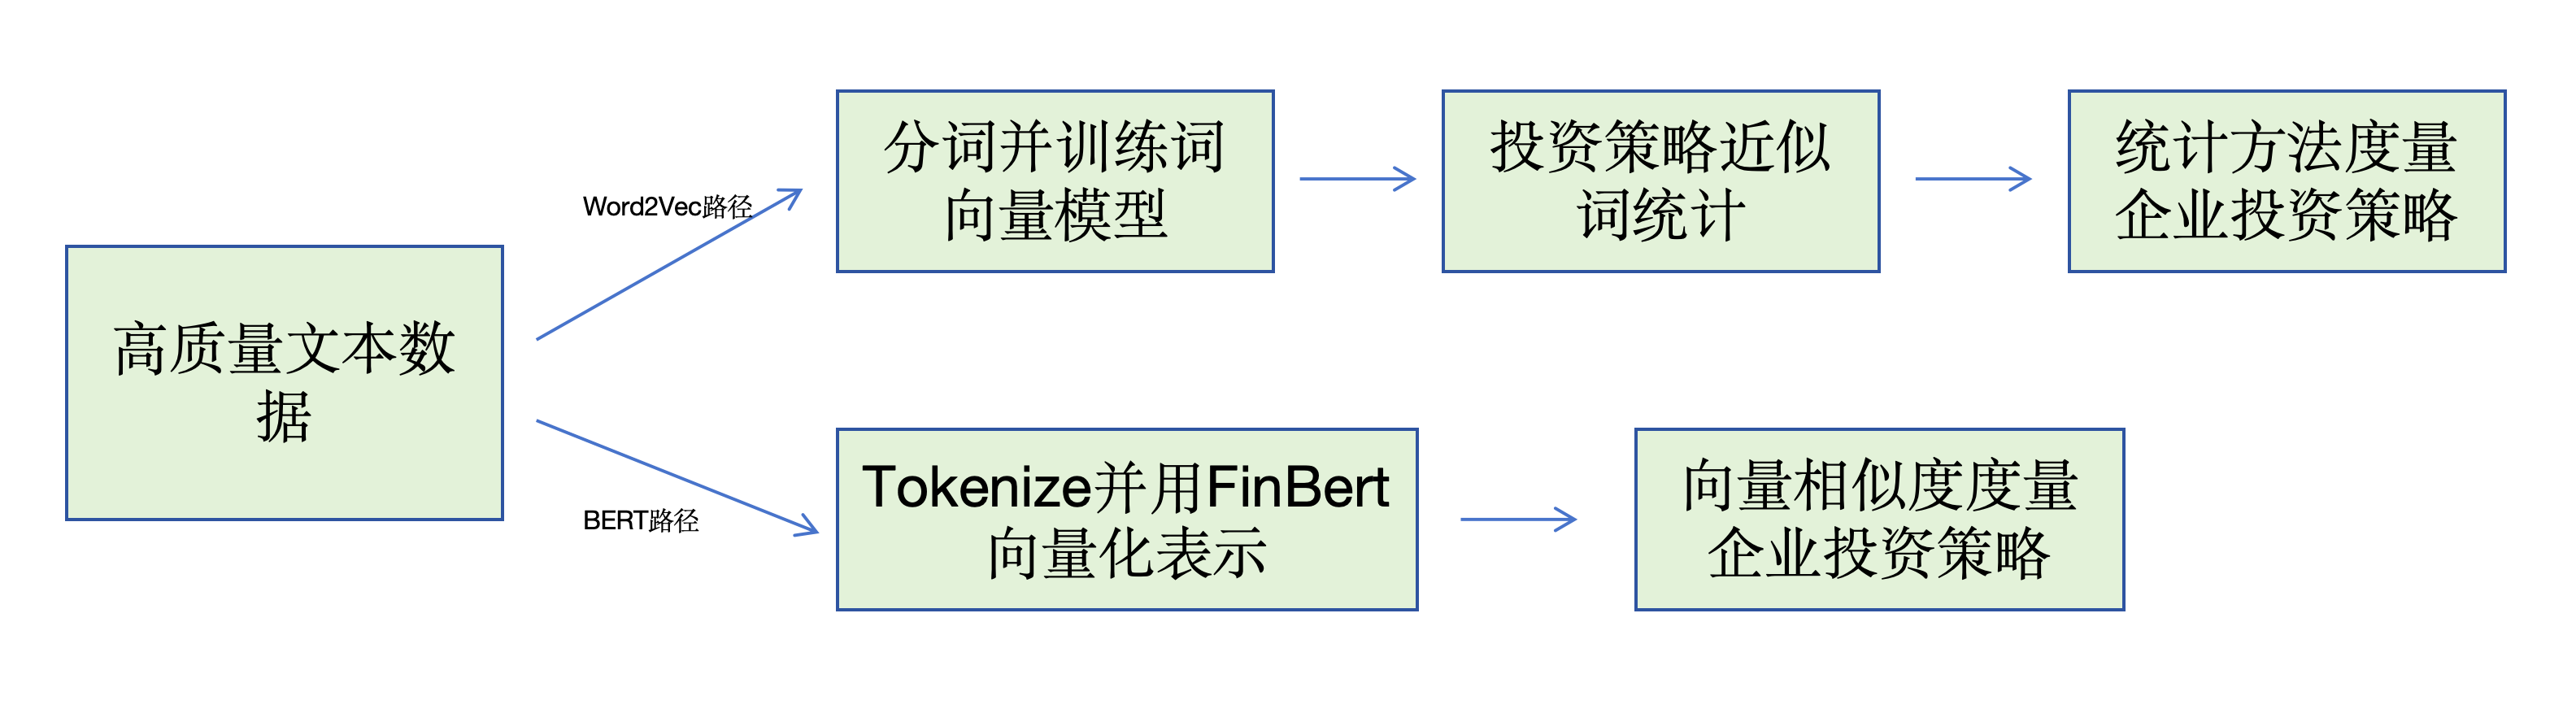 高质量文本数
据
Word2Vec路径
分词并训练词
向量模型
投资策略近似
词统计
统计方法度量
企业投资策略
BERT路径
Tokenize并用FinBert
向量化表示
向量相似度度量
企业投资策略